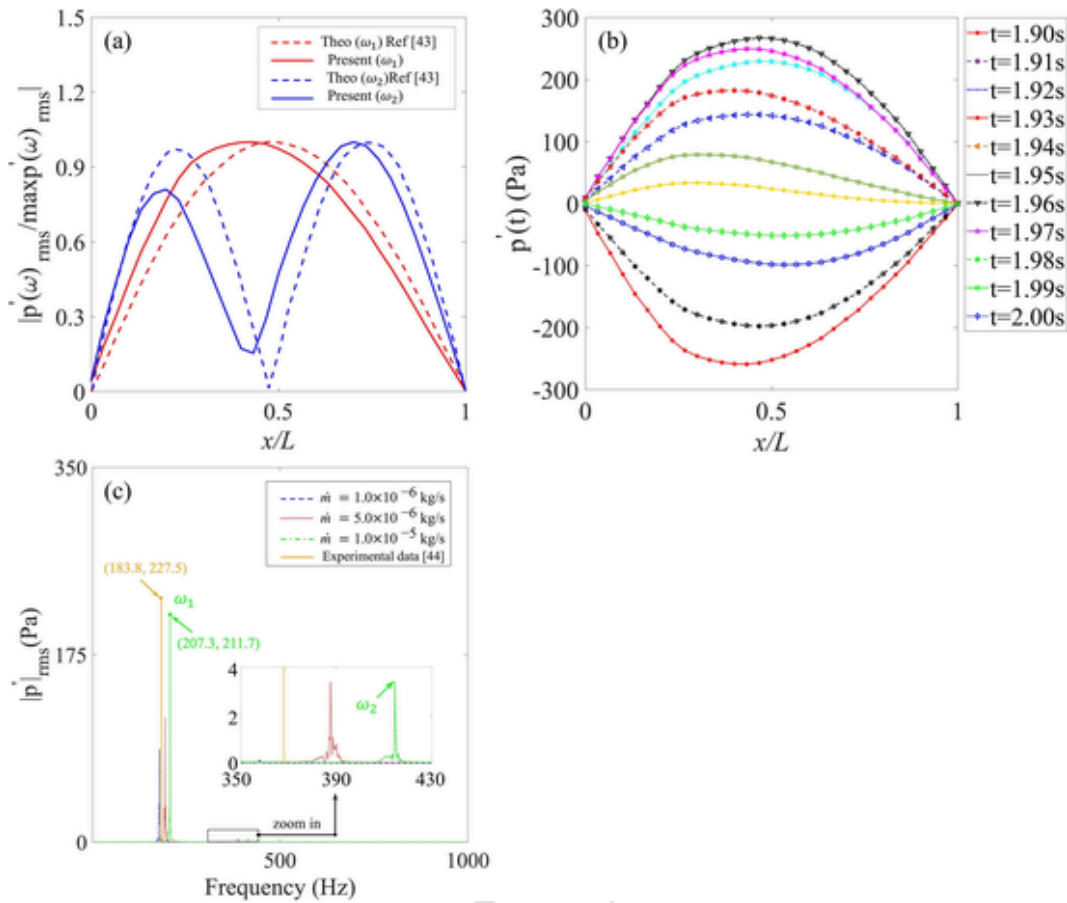 (a)
1.5
1.2
0.9
0.6
0.3
0
|p'(ω)rms/maxp'(ω)rms|
Theo (ω₁) Ref [43]
Present (ω₁)
Theo (ω₂)Ref [43]
Present (ω₂)
0 0.5 1
x/L
(b)
300
200
100
0
-100
-200
-300
p'(t) (Pa)
0 0.5 1
x/L
t=1.90s
t=1.91s
t=1.92s
t=1.93s
t=1.94s
t=1.95s
t=1.96s
t=1.97s
t=1.98s
t=1.99s
t=2.00s
(c)
350
175
0
|p'|rms(Pa)
ṁ = 1.0×10⁻⁶ kg/s
ṁ = 5.0×10⁻⁶ kg/s
ṁ = 1.0×10⁻⁵ kg/s
Experimental data [44]
(183.8, 227.5)
ω₁
(207.3, 211.7)
4
2
0
ω₂
350 390 430
zoom in
500 1000
Frequency (Hz)